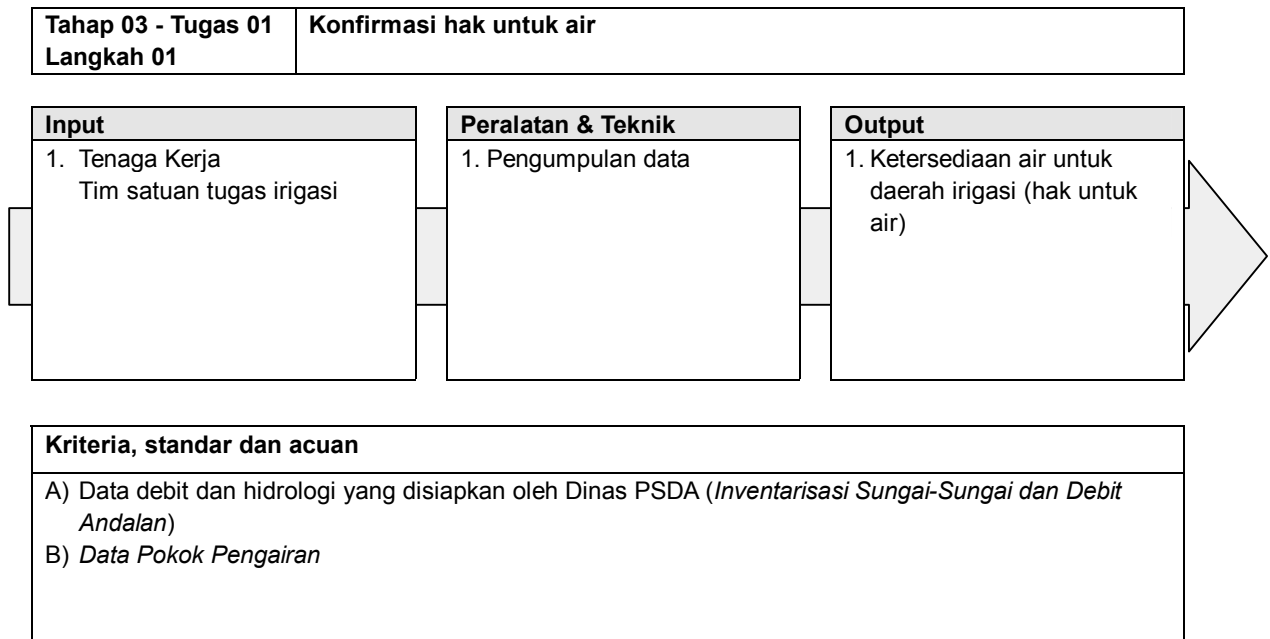 Tahap 03 - Tugas 01
Langkah 01
Konfirmasi hak untuk air
Input
1. Tenaga Kerja
Tim satuan tugas irigasi
Peralatan & Teknik
1. Pengumpulan data
Output
1. Ketersediaan air untuk
daerah irigasi (hak untuk
air)
Kriteria, standar dan acuan
A) Data debit dan hidrologi yang disiapkan oleh Dinas PSDA (Inventarisasi Sungai-Sungai dan Debit
Andalan)
B) Data Pokok Pengairan